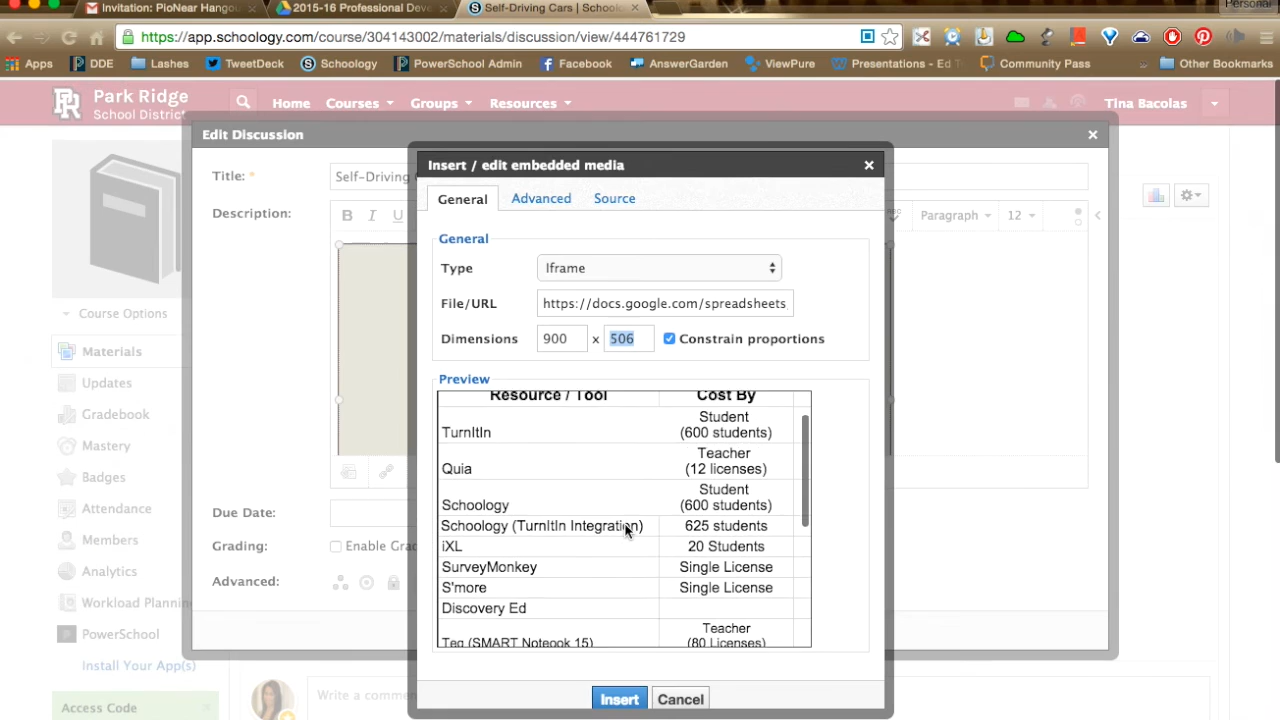 Invitation: PioNear Hangou
2015-16 Professional Deve
Self-Driving Cars | Schoolo
Personal
https://app.schoology.com/course/304143002/materials/discussion/view/444761729
Apps
DDE
Lashes
TweetDeck
Schoology
PowerSchool Admin
Facebook
AnswerGarden
ViewPure
Presentations - Ed T
Community Pass
Other Bookmarks
PR
Park Ridge
School District
Home
Courses
Groups
Resources
Tina Bacolas
Edit Discussion
Title: *
Self-Driving
Description:
B I U
ABC
Paragraph
12
Insert / edit embedded media
General
Advanced
Source
General
Type
Iframe
File/URL
https://docs.google.com/spreadsheets
Dimensions
900 x 506
Constrain proportions
Preview
Resource / Tool
Cost By
TurnItIn
Student
(600 students)
Quia
Teacher
(12 licenses)
Schoology
Student
(600 students)
Schoology (TurnItIn Integration)
625 students
iXL
20 Students
SurveyMonkey
Single License
S'more
Single License
Discovery Ed
Teq (SMART Noteook 15)
Teacher
(80 Licenses)
Insert
Cancel
Course Options
Materials
Updates
Gradebook
Mastery
Badges
Attendance
Members
Analytics
Workload Planning
PowerSchool
Install Your App(s)
Access Code
Due Date:
Grading:
Enable Grad
Advanced:
Write a comme